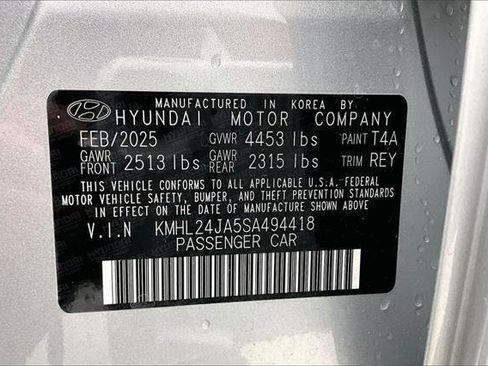 MANUFACTURED IN KOREA BY
HYUNDAI MOTOR COMPANY
FEB/2025 GVWR 4453 lbs PAINT T4A
GAWR FRONT 2513 lbs GAWR REAR 2315 lbs TRIM REY
THIS VEHICLE CONFORMS TO ALL APPLICABLE U.S.A. FEDERAL
MOTOR VEHICLE SAFETY, BUMPER, AND THEFT PREVENTION STANDARDS
IN EFFECT ON THE DATE OF MANUFACTURE SHOWN ABOVE.
V.I.N KMHL24JA5SA494418
PASSENGER CAR